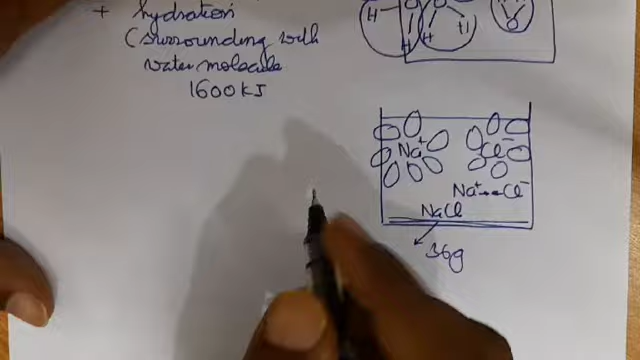 + hydration
(surrounding with
water molecule
1600 kJ
H O O
H H H
O
Na⁺ Cl⁻
Na⁺ Cl⁻
NaCl
36g